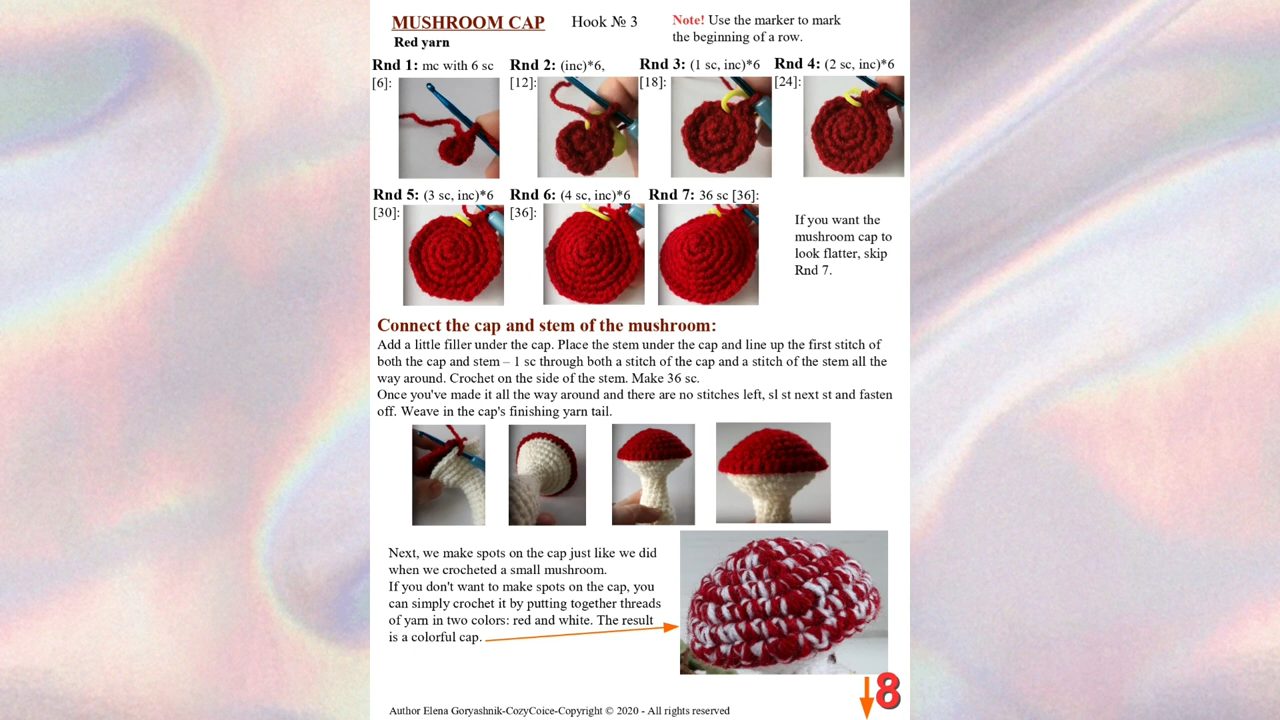 MUSHROOM CAP
Hook № 3
Note! Use the marker to mark
the beginning of a row.
Red yarn
Rnd 1: mc with 6 sc
[6]:
Rnd 2: (inc)*6,
[12]:
Rnd 3: (1 sc, inc)*6
[18]:
Rnd 4: (2 sc, inc)*6
[24]:
Rnd 5: (3 sc, inc)*6
[30]:
Rnd 6: (4 sc, inc)*6
[36]:
Rnd 7: 36 sc [36]:
If you want the
mushroom cap to
look flatter, skip
Rnd 7.
Connect the cap and stem of the mushroom:
Add a little filler under the cap. Place the stem under the cap and line up the first stitch of
both the cap and stem – 1 sc through both a stitch of the cap and a stitch of the stem all the
way around. Crochet on the side of the stem. Make 36 sc.
Once you've made it all the way around and there are no stitches left, sl st next st and fasten
off. Weave in the cap's finishing yarn tail.
Next, we make spots on the cap just like we did
when we crocheted a small mushroom.
If you don't want to make spots on the cap, you
can simply crochet it by putting together threads
of yarn in two colors: red and white. The result
is a colorful cap.
8
Author Elena Goryashnik-CozyCoice-Copyright © 2020 - All rights reserved